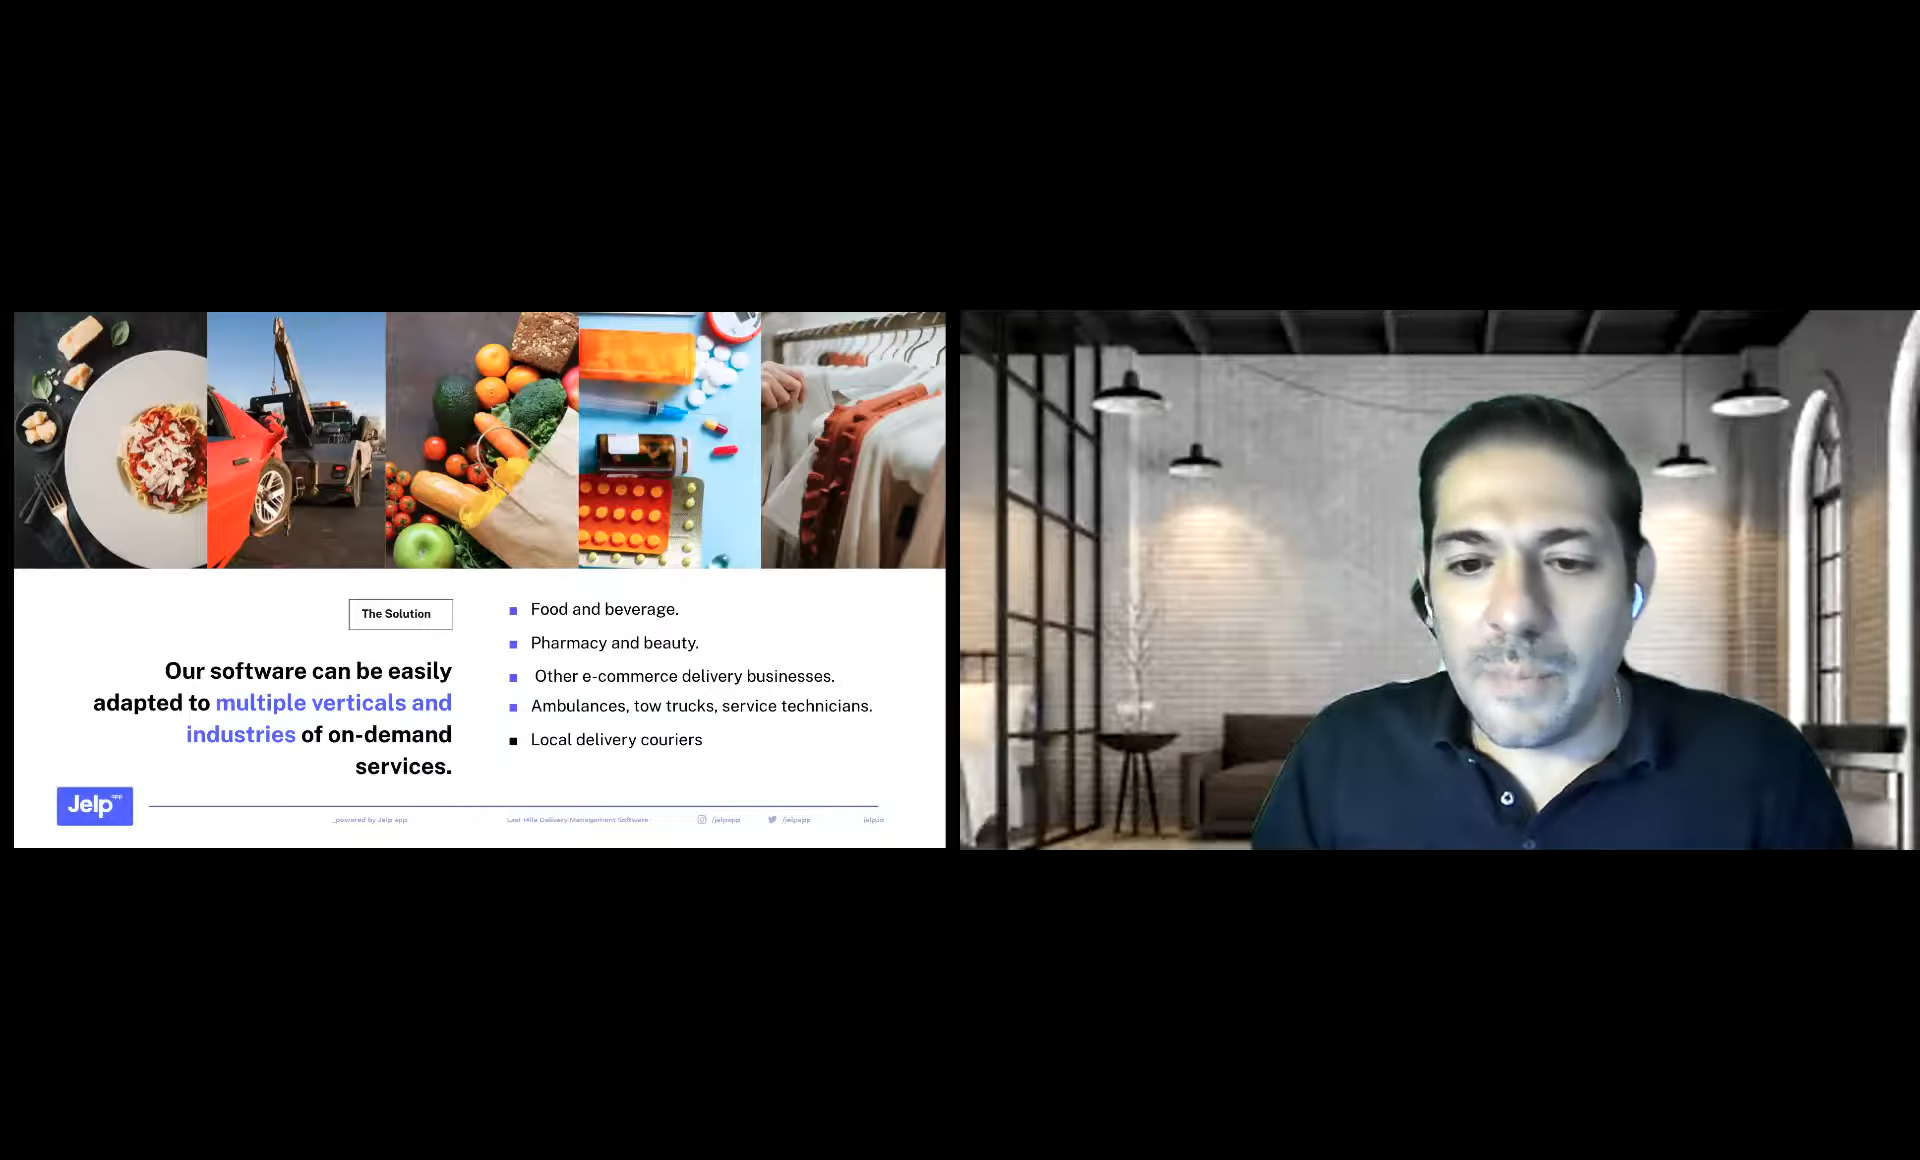 The Solution
Our software can be easily
adapted to multiple verticals and
industries of on-demand
services.
Food and beverage.
Pharmacy and beauty.
Other e-commerce delivery businesses.
Ambulances, tow trucks, service technicians.
Local delivery couriers
Jelp app
_powered by Jelp app
Last Mile Delivery Management Software
/jelpapp
/jelpapp
jelp.io